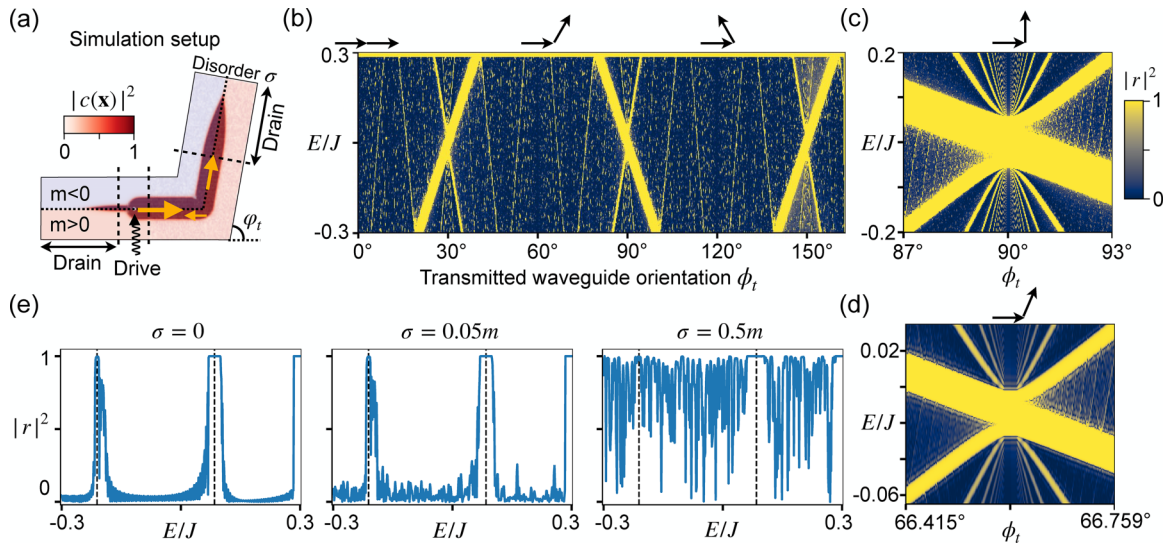 (a)
Simulation setup
Disorder σ
|c(x)|²
0 1
Drain
m<0
m>0
φt
Drain
Drive
(b)
0.3
E/J
-0.3
0° 30° 60° 90° 120° 150°
Transmitted waveguide orientation ϕt
(c)
0.2
E/J
-0.2
87° 90° 93°
ϕt
|r|²
1
0
(d)
0.02
E/J
-0.06
66.415° 66.759°
ϕt
(e)
σ = 0
σ = 0.05m
σ = 0.5m
1
|r|²
0
-0.3 E/J 0.3
-0.3 E/J 0.3
-0.3 E/J 0.3